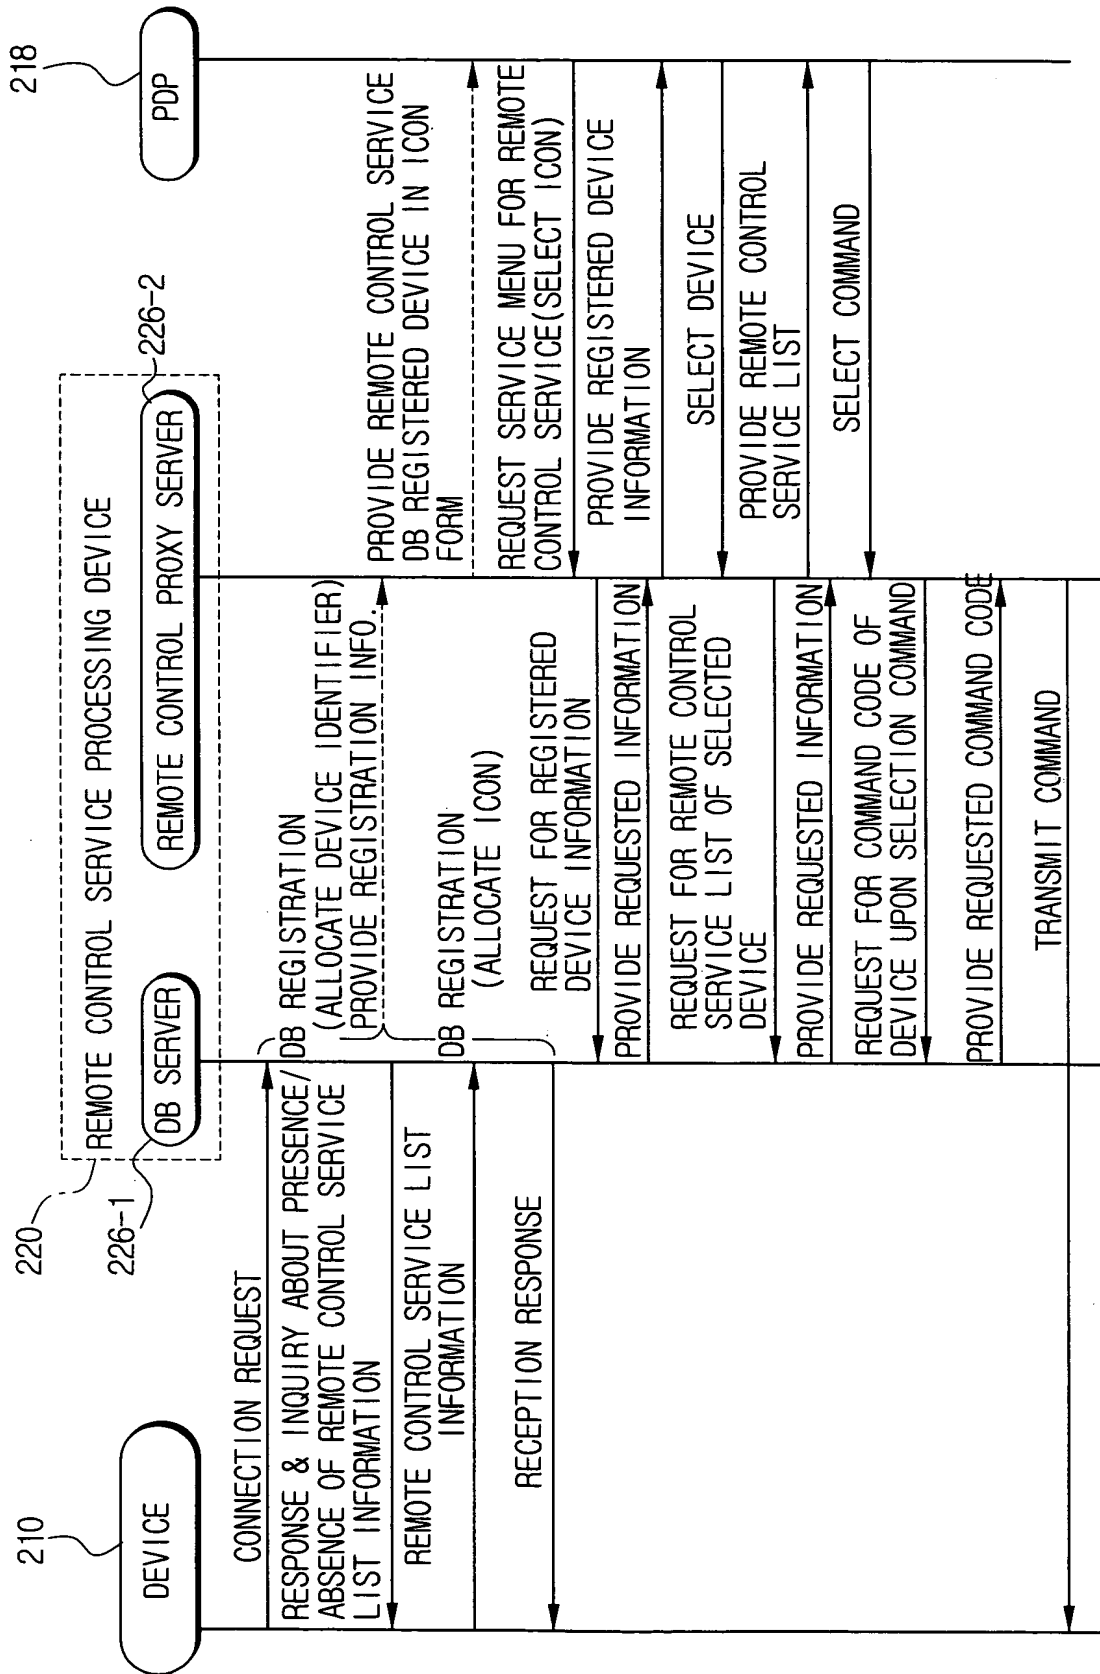 220
REMOTE CONTROL SERVICE PROCESSING DEVICE
210
226-1
226-2
218
DEVICE
DB SERVER
REMOTE CONTROL PROXY SERVER
PDP
CONNECTION REQUEST
RESPONSE & INQUIRY ABOUT PRESENCE/
ABSENCE OF REMOTE CONTROL SERVICE
LIST INFORMATION
REMOTE CONTROL SERVICE LIST
INFORMATION
RECEPTION RESPONSE
DB REGISTRATION
(ALLOCATE DEVICE IDENTIFIER)
PROVIDE REGISTRATION INFO.
DB REGISTRATION
(ALLOCATE ICON)
REQUEST FOR REGISTERED
DEVICE INFORMATION
PROVIDE REQUESTED INFORMATION
REQUEST FOR REMOTE CONTROL
SERVICE LIST OF SELECTED
DEVICE
PROVIDE REQUESTED INFORMATION
REQUEST FOR COMMAND CODE OF
DEVICE UPON SELECTION COMMAND
PROVIDE REQUESTED COMMAND CODE
TRANSMIT COMMAND
PROVIDE REMOTE CONTROL SERVICE
DB REGISTERED DEVICE IN ICON
FORM
REQUEST SERVICE MENU FOR REMOTE
CONTROL SERVICE(SELECT ICON)
PROVIDE REGISTERED DEVICE
INFORMATION
SELECT DEVICE
PROVIDE REMOTE CONTROL
SERVICE LIST
SELECT COMMAND